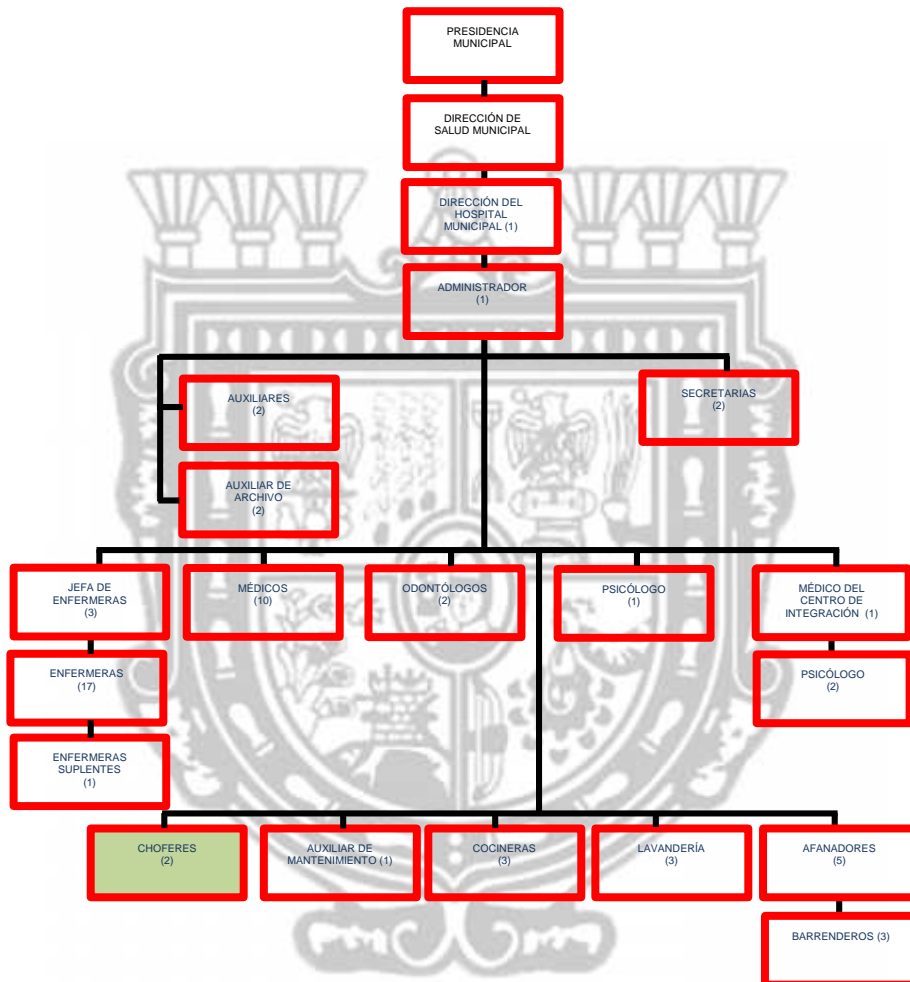 PRESIDENCIA
MUNICIPAL
DIRECCIÓN DE
SALUD MUNICIPAL
DIRECCIÓN DEL
HOSPITAL
MUNICIPAL (1)
ADMINISTRADOR
(1)
AUXILIARES
(2)
SECRETARIAS
(2)
AUXILIAR DE
ARCHIVO
(2)
JEFA DE
ENFERMERAS
(3)
MÉDICOS
(10)
ODONTÓLOGOS
(2)
PSICÓLOGO
(1)
MÉDICO DEL
CENTRO DE
INTEGRACIÓN (1)
ENFERMERAS
(17)
PSICÓLOGO
(2)
ENFERMERAS
SUPLENTES
(1)
CHOFERES
(2)
AUXILIAR DE
MANTENIMIENTO (1)
COCINERAS
(3)
LAVANDERÍA
(3)
AFANADORES
(5)
BARRENDEROS (3)